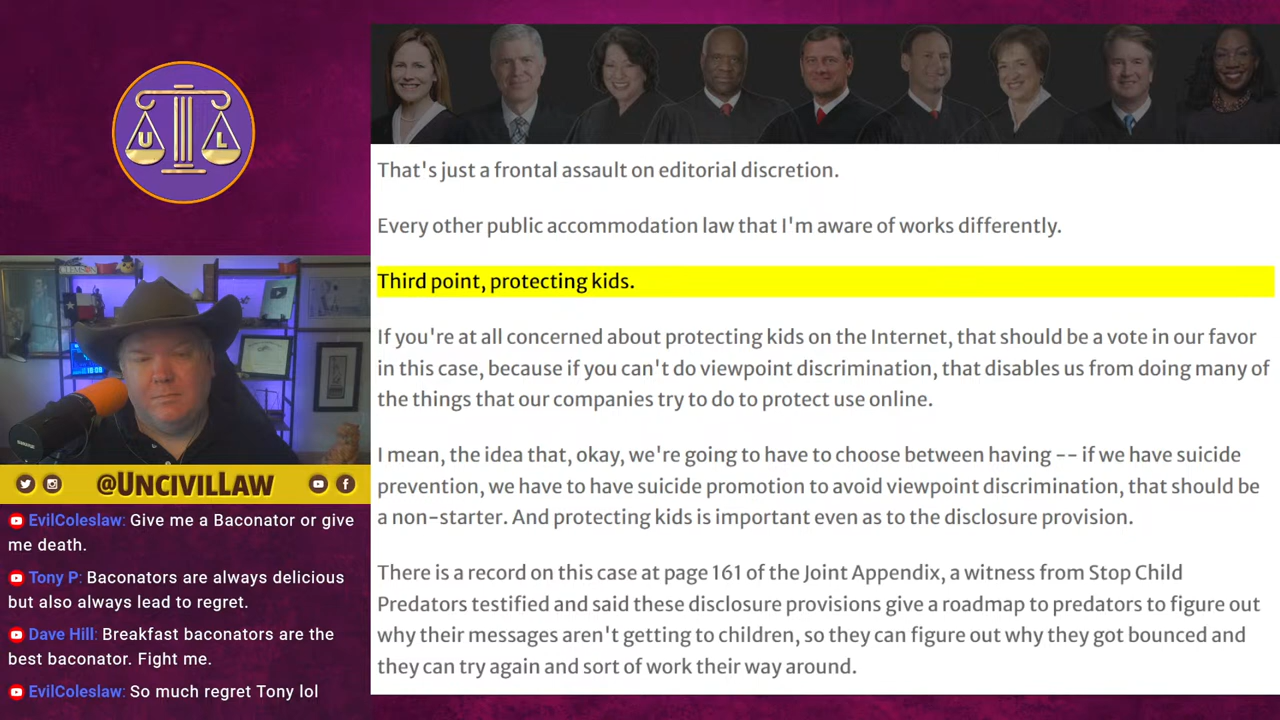 U L
That's just a frontal assault on editorial discretion.
Every other public accommodation law that I'm aware of works differently.
Third point, protecting kids.
If you're at all concerned about protecting kids on the Internet, that should be a vote in our favor
in this case, because if you can't do viewpoint discrimination, that disables us from doing many of
the things that our companies try to do to protect use online.
I mean, the idea that, okay, we're going to have to choose between having -- if we have suicide
prevention, we have to have suicide promotion to avoid viewpoint discrimination, that should be
a non-starter. And protecting kids is important even as to the disclosure provision.
There is a record on this case at page 161 of the Joint Appendix, a witness from Stop Child
Predators testified and said these disclosure provisions give a roadmap to predators to figure out
why their messages aren't getting to children, so they can figure out why they got bounced and
they can try again and sort of work their way around.
@UNCIVILLAW
EvilColeslaw: Give me a Baconator or give
me death.
Tony P: Baconators are always delicious
but also always lead to regret.
Dave Hill: Breakfast baconators are the
best baconator. Fight me.
EvilColeslaw: So much regret Tony lol